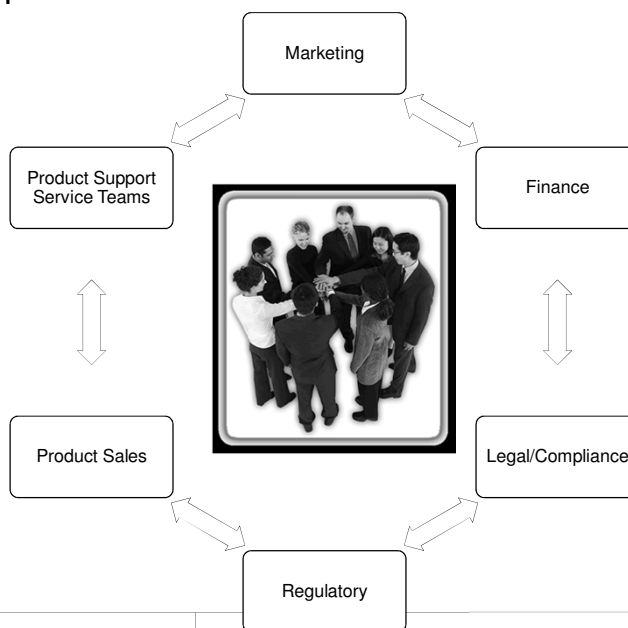 Marketing
Product Support
Service Teams
Finance
Product Sales
Legal/Compliance
Regulatory